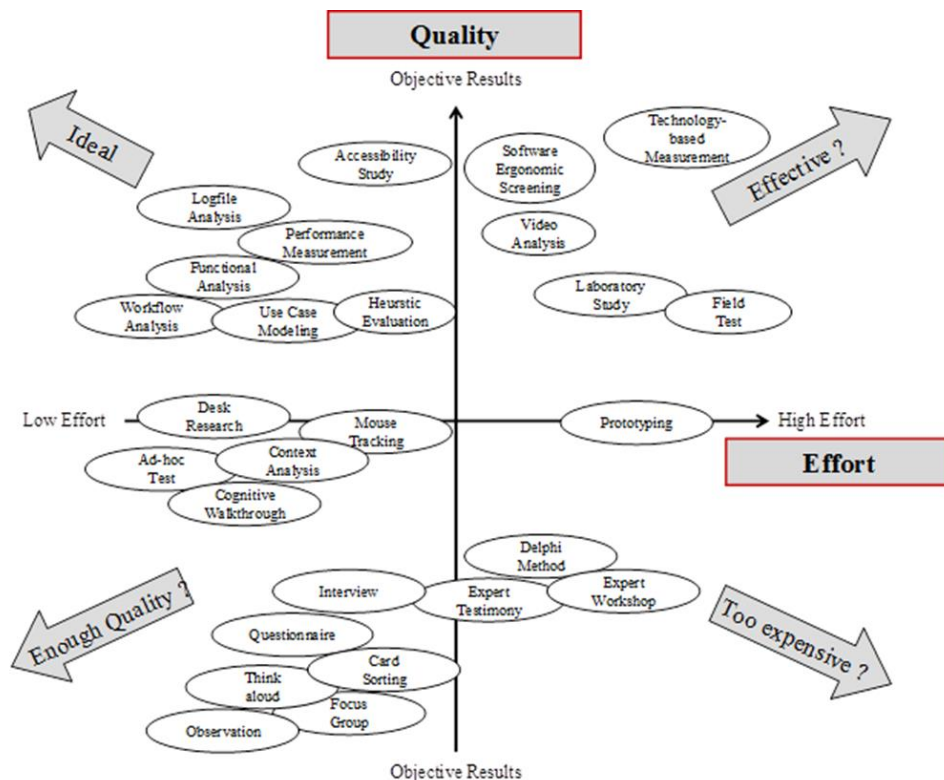 Quality
Objective Results
Ideal
Effective ?
Technology-
based
Measurement
Accessibility
Study
Software
Ergonomic
Screening
Logfile
Analysis
Video
Analysis
Performance
Measurement
Functional
Analysis
Laboratory
Study
Field
Test
Workflow
Analysis
Use Case
Modeling
Heurstic
Evaluation
Low Effort
Desk
Research
Mouse
Tracking
Prototyping
High Effort
Effort
Ad-hoc
Test
Context
Analysis
Cognitive
Walkthrough
Delphi
Method
Interview
Expert
Testimony
Expert
Workshop
Enough Quality ?
Too expensive ?
Questionnaire
Card
Sorting
Think
aloud
Focus
Group
Observation
Objective Results